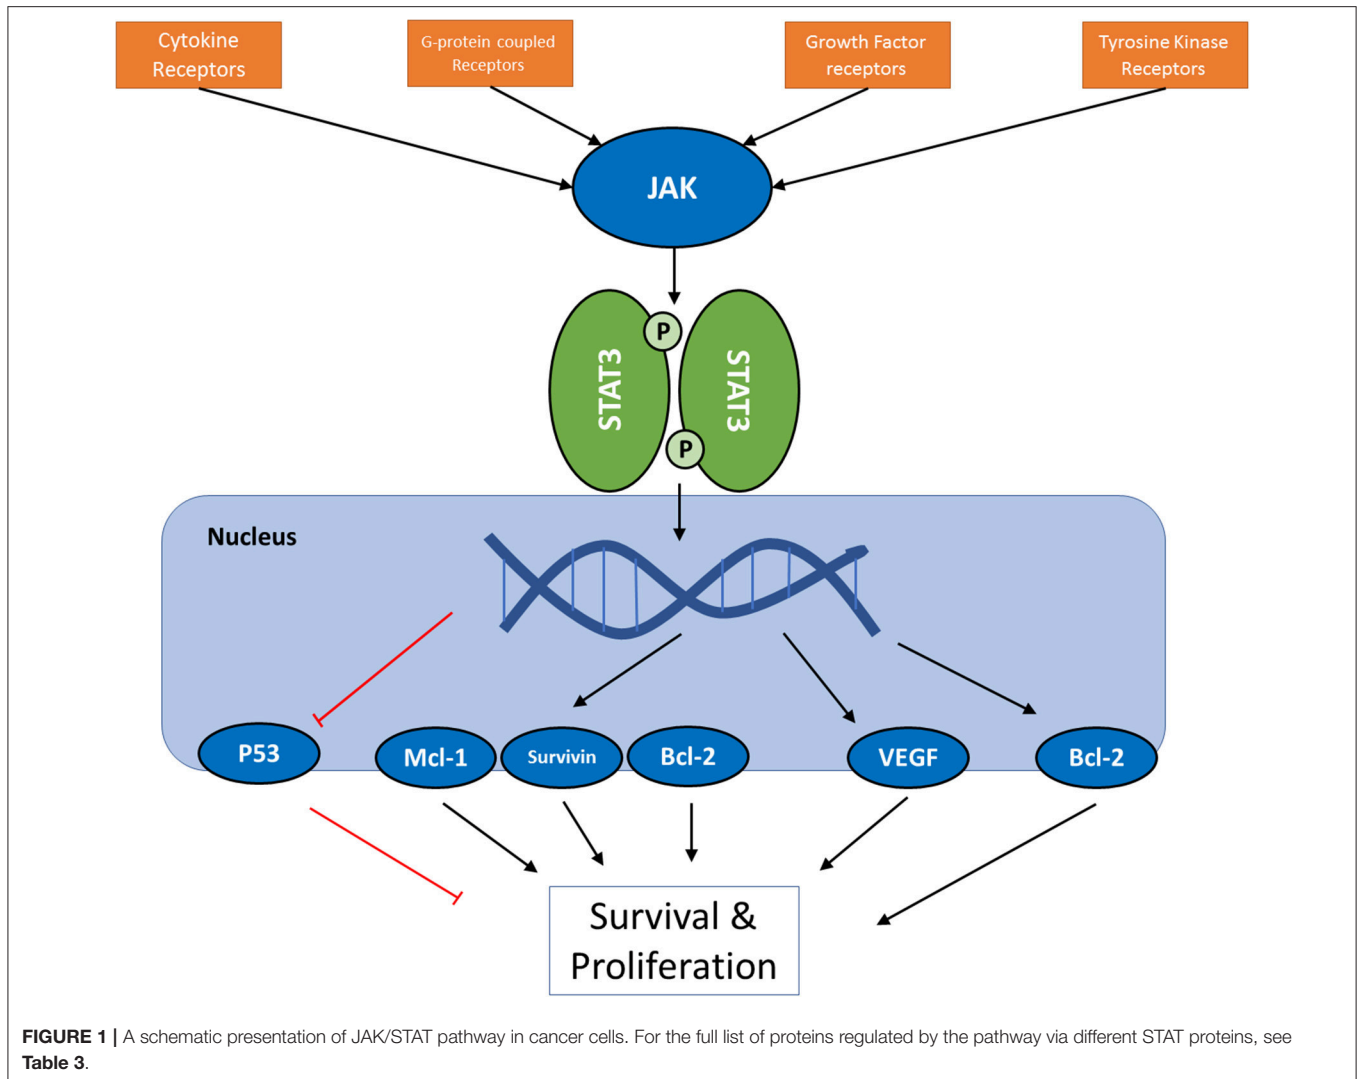 Cytokine
Receptors
G-protein coupled
Receptors
Growth Factor
receptors
Tyrosine Kinase
Receptors
JAK
P
STAT3
STAT3
P
Nucleus
P53
Mcl-1
Survivin
Bcl-2
VEGF
Bcl-2
Survival &
Proliferation
FIGURE 1 | A schematic presentation of JAK/STAT pathway in cancer cells. For the full list of proteins regulated by the pathway via different STAT proteins, see
Table 3.